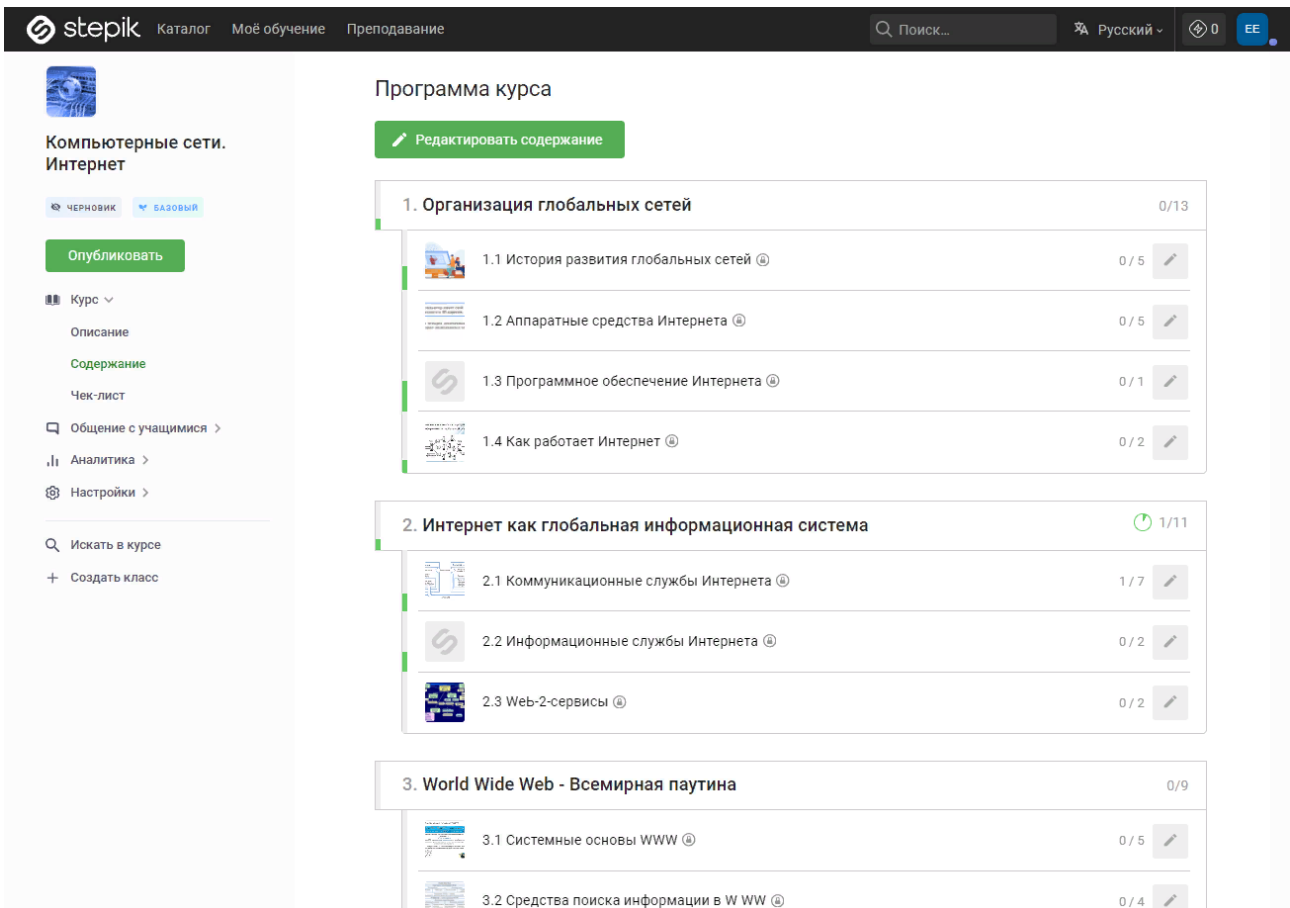 stepik Каталог Моё обучение Преподавание Поиск... Русский 0 EE
Компьютерные сети.
Интернет
ЧЕРНОВИК БАЗОВЫЙ
Опубликовать
Курс
Описание
Содержание
Чек-лист
Общение с учащимися
Аналитика
Настройки
Искать в курсе
Создать класс
Программа курса
Редактировать содержание
1. Организация глобальных сетей 0/13
1.1 История развития глобальных сетей 0 / 5
1.2 Аппаратные средства Интернета 0 / 5
1.3 Программное обеспечение Интернета 0 / 1
1.4 Как работает Интернет 0 / 2
2. Интернет как глобальная информационная система 1/11
2.1 Коммуникационные службы Интернета 1 / 7
2.2 Информационные службы Интернета 0 / 2
2.3 Web-2-сервисы 0 / 2
3. World Wide Web - Всемирная паутина 0/9
3.1 Системные основы WWW 0 / 5
3.2 Средства поиска информации в W WW 0 / 4